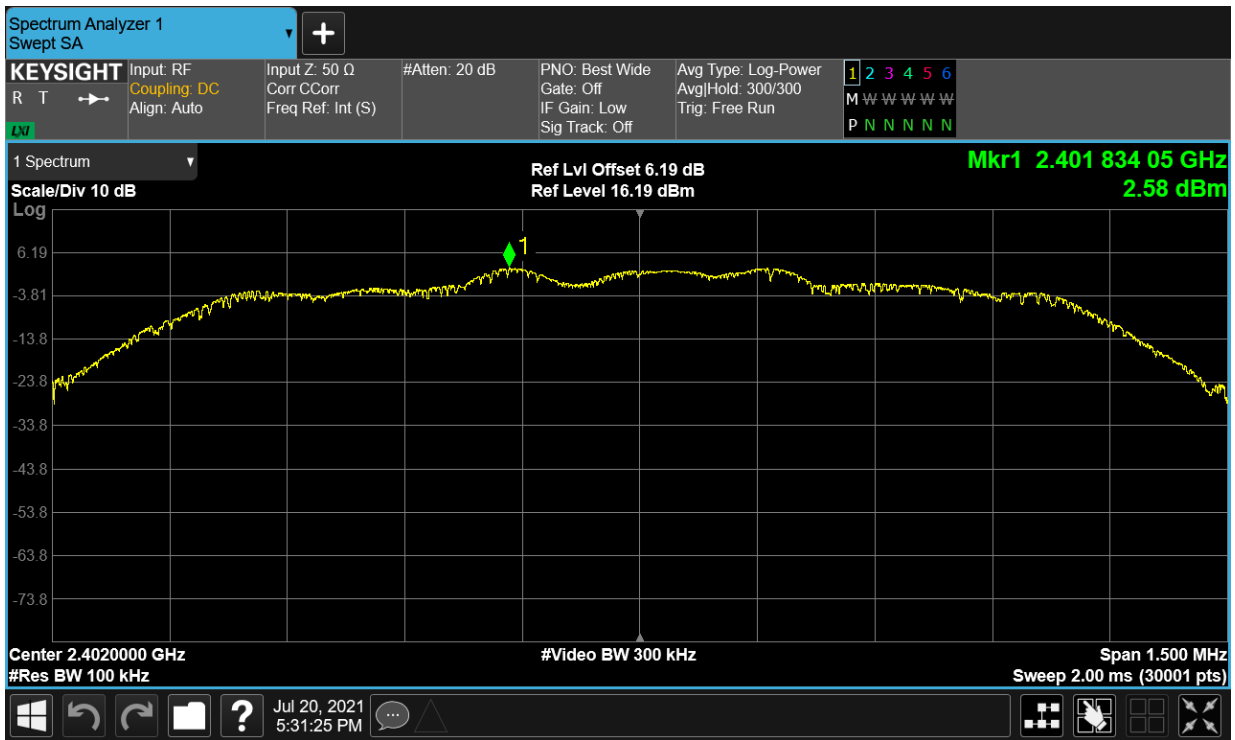 Spectrum Analyzer 1
Swept SA
KEYSIGHT
R T
LXI
Input: RF
Coupling: DC
Align: Auto
Input Z: 50 Ω
Corr CCorr
Freq Ref: Int (S)
#Atten: 20 dB
PNO: Best Wide
Gate: Off
IF Gain: Low
Sig Track: Off
Avg Type: Log-Power
Avg|Hold: 300/300
Trig: Free Run
1 2 3 4 5 6
M W W W W W
P N N N N N
1 Spectrum
Scale/Div 10 dB
Log
Ref Lvl Offset 6.19 dB
Ref Level 16.19 dBm
Mkr1 2.401 834 05 GHz
2.58 dBm
1
6.19
-3.81
-13.8
-23.8
-33.8
-43.8
-53.8
-63.8
-73.8
Center 2.4020000 GHz
#Res BW 100 kHz
#Video BW 300 kHz
Span 1.500 MHz
Sweep 2.00 ms (30001 pts)
?
Jul 20, 2021
5:31:25 PM